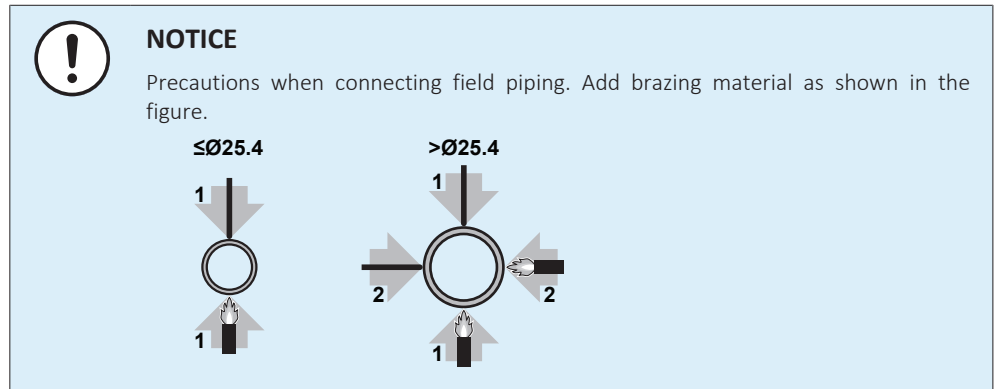 NOTICE
Precautions when connecting field piping. Add brazing material as shown in the
figure.
≤Ø25.4
>Ø25.4
1
1
1
2
2
1